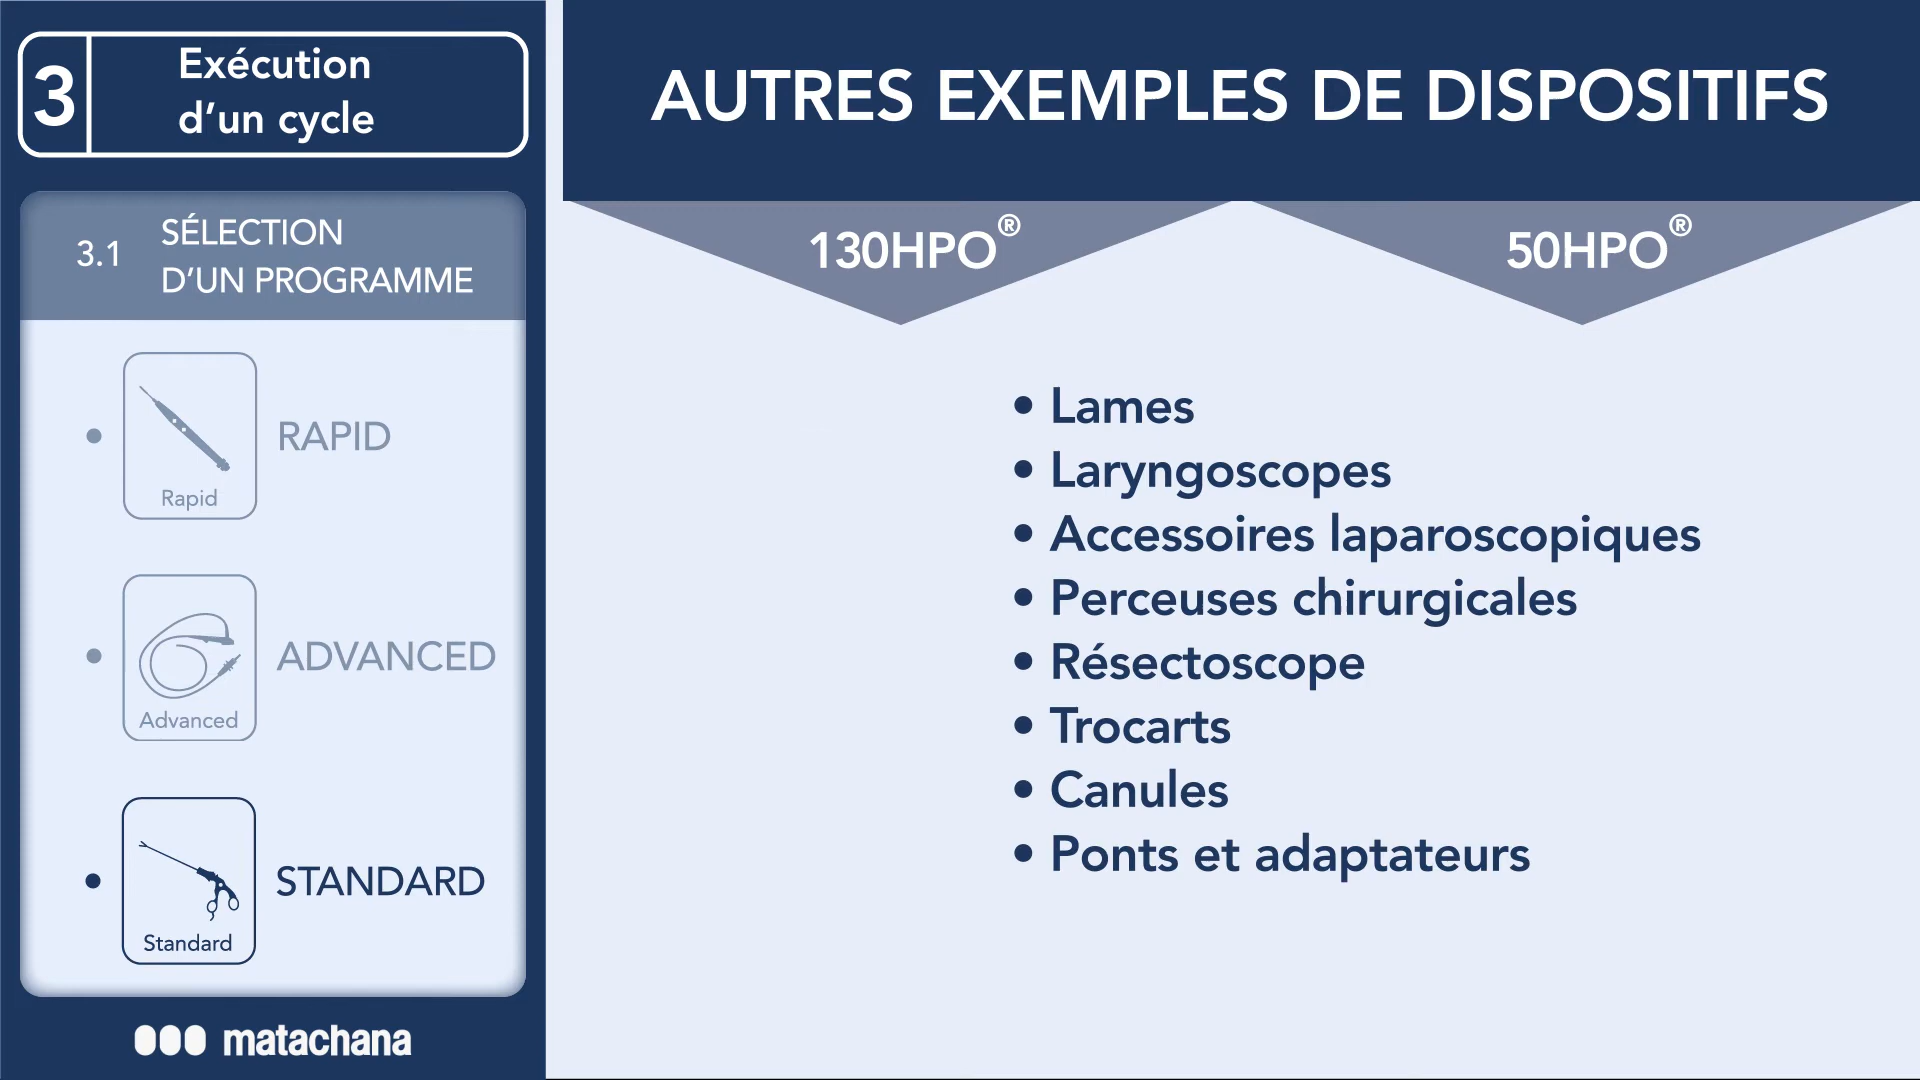 3
Exécution
d’un cycle
3.1
SÉLECTION
D’UN PROGRAMME
Rapid
RAPID
Advanced
ADVANCED
Standard
STANDARD
matachana
AUTRES EXEMPLES DE DISPOSITIFS
130HPO®
50HPO®
• Lames
• Laryngoscopes
• Accessoires laparoscopiques
• Perceuses chirurgicales
• Résectoscope
• Trocarts
• Canules
• Ponts et adaptateurs